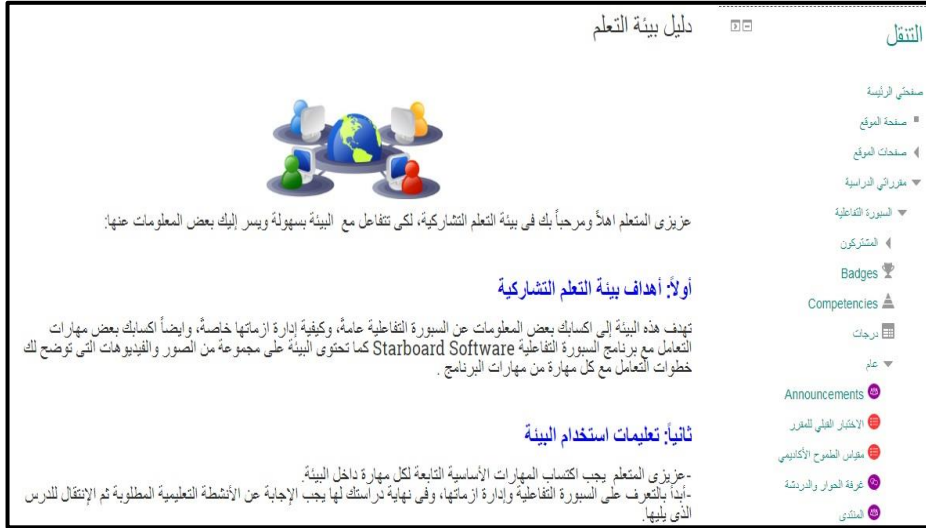 التنقل
صفحتي الرئيسة
صفحة الموقع
صفحات الموقع
مقرراتي الدراسية
السبورة التفاعلية
المشتركون
Badges
Competencies
درجات
عام
Announcements
الاختبار القبلي للمقرر
مقياس الطموح الأكاديمي
غرفة الحوار والدردشة
المنتدى
دليل بيئة التعلم
عزيزى المتعلم اهلاً ومرحباً بك فى بيئة التعلم التشاركية، لكى تتفاعل مع البيئة بسهولة ويسر إليك بعض المعلومات عنها:
أولاً: أهداف بيئة التعلم التشاركية
تهدف هذه البيئة إلى اكسابك بعض المعلومات عن السبورة التفاعلية عامةً، وكيفية إدارة ازماتها خاصةً، وايضاً اكسابك بعض مهارات
التعامل مع برنامج السبورة التفاعلية Starboard Software كما تحتوى البيئة على مجموعة من الصور والفيديوهات التى توضح لك
خطوات التعامل مع كل مهارة من مهارات البرنامج .
ثانياً: تعليمات استخدام البيئة
-عزيزى المتعلم يجب اكتساب المهارات الأساسية التابعة لكل مهارة داخل البيئة.
-أبدأ بالتعرف على السبورة التفاعلية وإدارة ازماتها، وفى نهاية دراستك لها يجب الإجابة عن الأنشطة التعليمية المطلوبة ثم الإنتقال للدرس
الذى يليها.